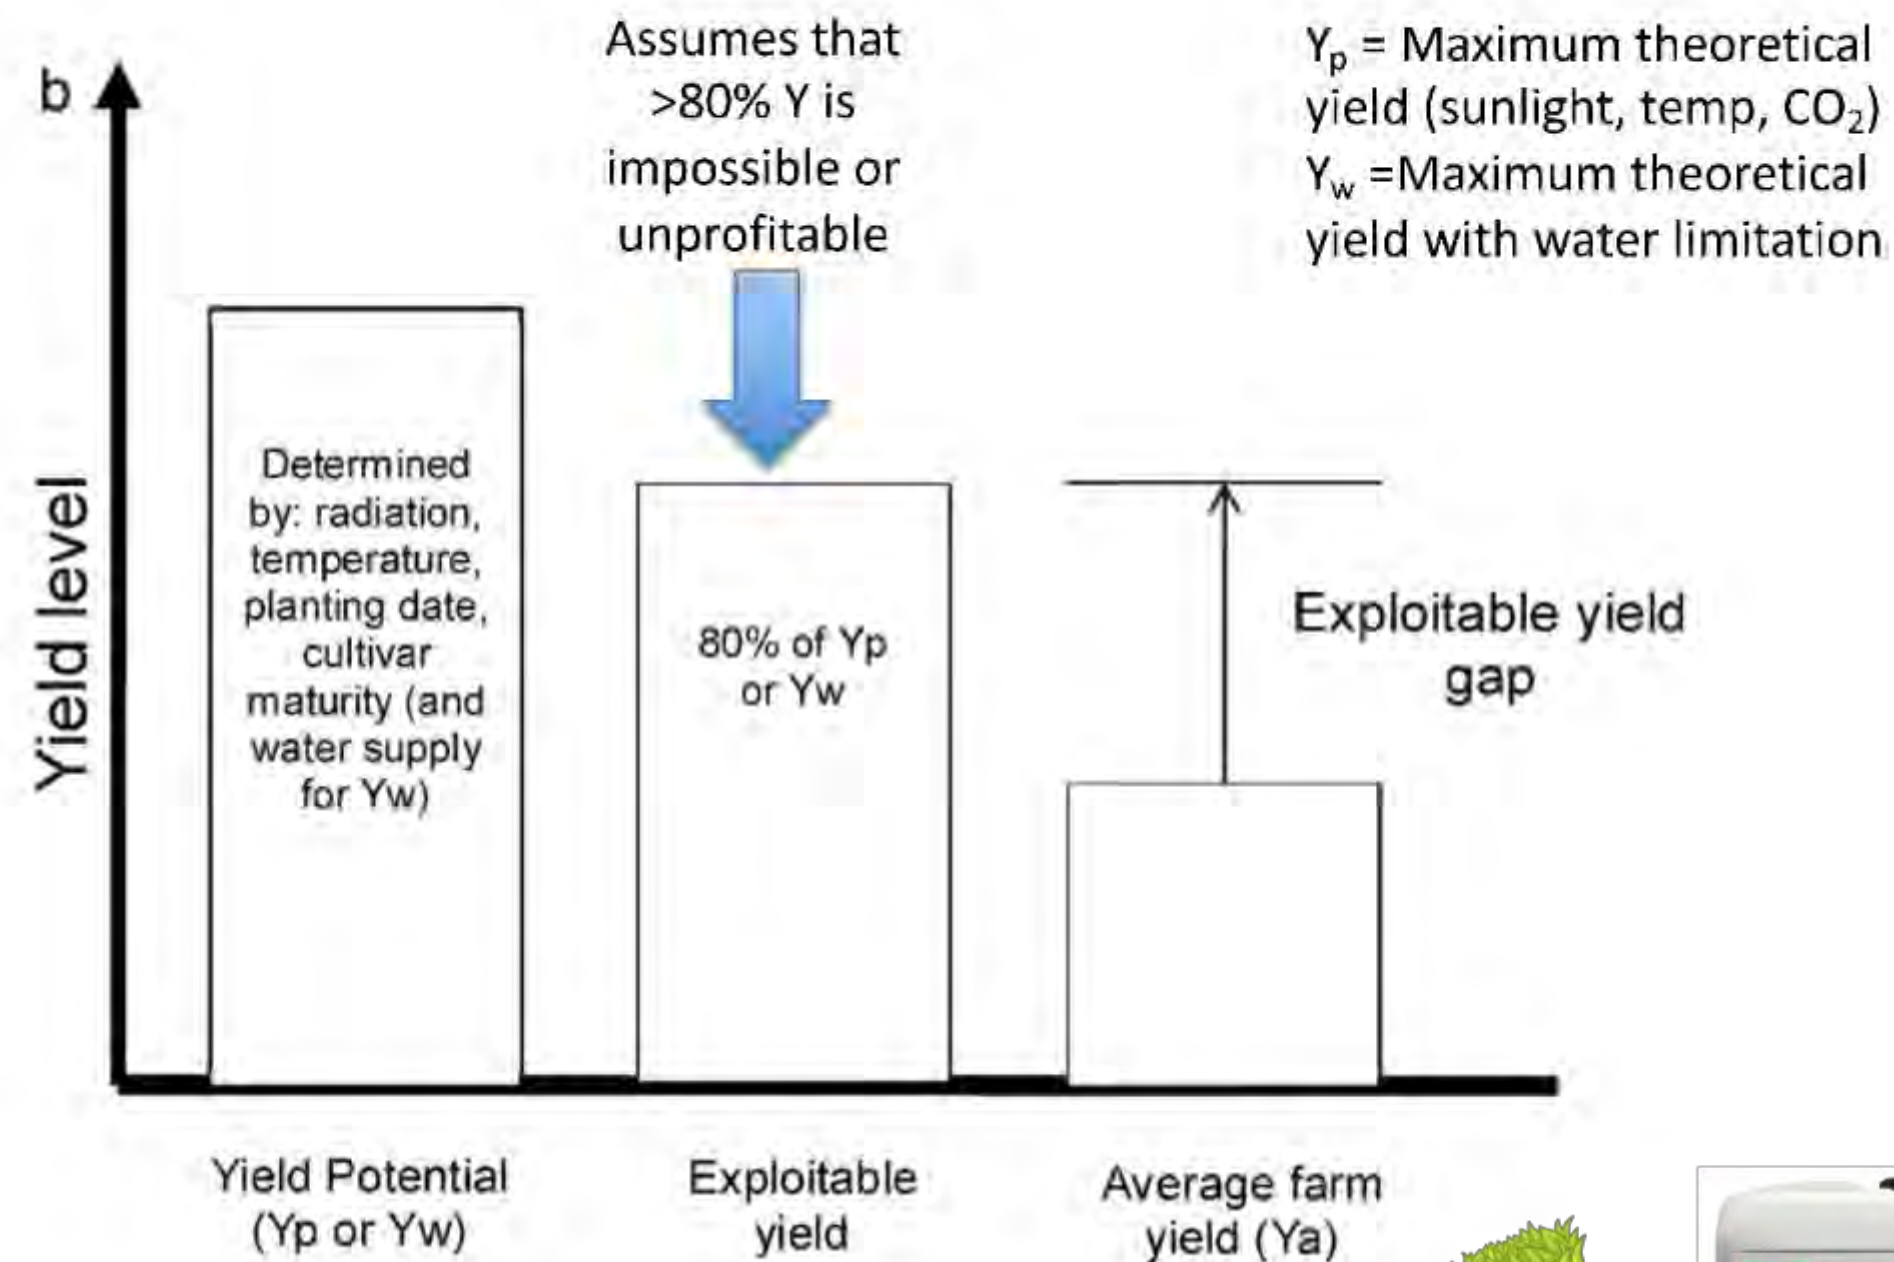 b
Yield level
Assumes that
>80% Y is
impossible or
unprofitable
Yₚ = Maximum theoretical
yield (sunlight, temp, CO₂)
Y_w =Maximum theoretical
yield with water limitation
Determined
by: radiation,
temperature,
planting date,
cultivar
maturity (and
water supply
for Yw)
80% of Yp
or Yw
Exploitable yield
gap
Yield Potential
(Yp or Yw)
Exploitable
yield
Average farm
yield (Ya)